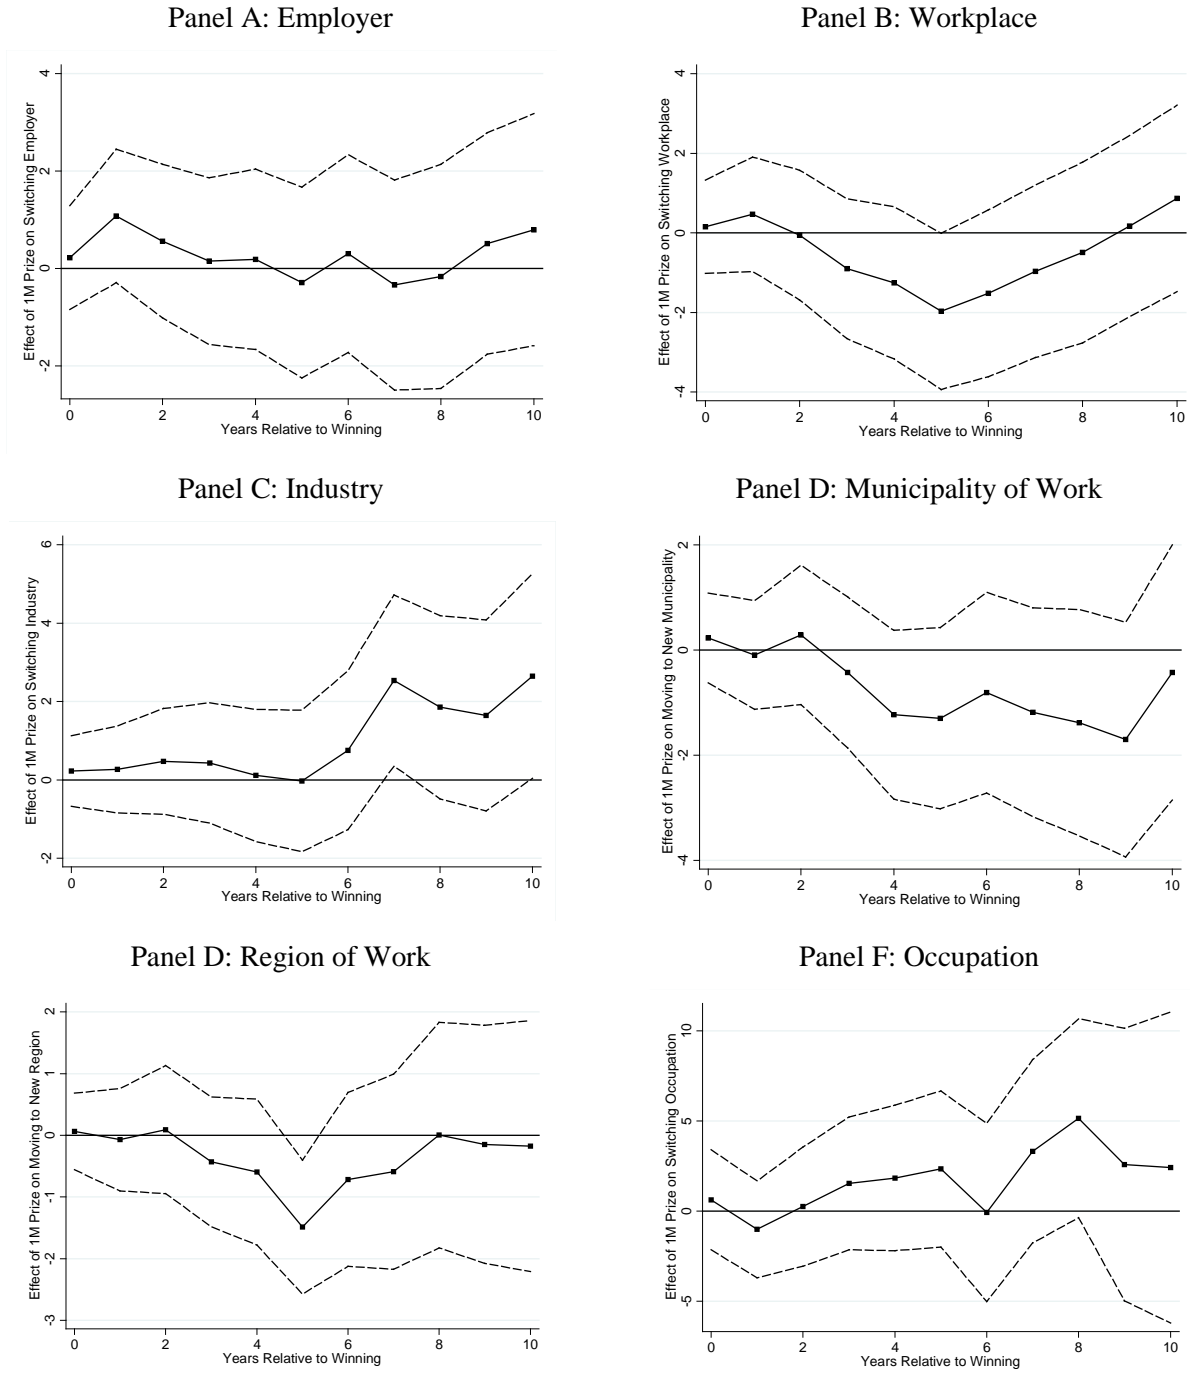 Panel A: Employer
Effect of 1M Prize on Switching Employer
4
2
0
-2
0 2 4 6 8 10
Years Relative to Winning
Panel B: Workplace
Effect of 1M Prize on Switching Workplace
4
2
0
-2
-4
0 2 4 6 8 10
Years Relative to Winning
Panel C: Industry
Effect of 1M Prize on Switching Industry
6
4
2
0
-2
0 2 4 6 8 10
Years Relative to Winning
Panel D: Municipality of Work
Effect of 1M Prize on Moving to New Municipality
2
0
-2
-4
0 2 4 6 8 10
Years Relative to Winning
Panel D: Region of Work
Effect of 1M Prize on Moving to New Region
2
1
0
-1
-2
-3
0 2 4 6 8 10
Years Relative to Winning
Panel F: Occupation
Effect of 1M Prize on Switching Occupation
10
5
0
-5
0 2 4 6 8 10
Years Relative to Winning